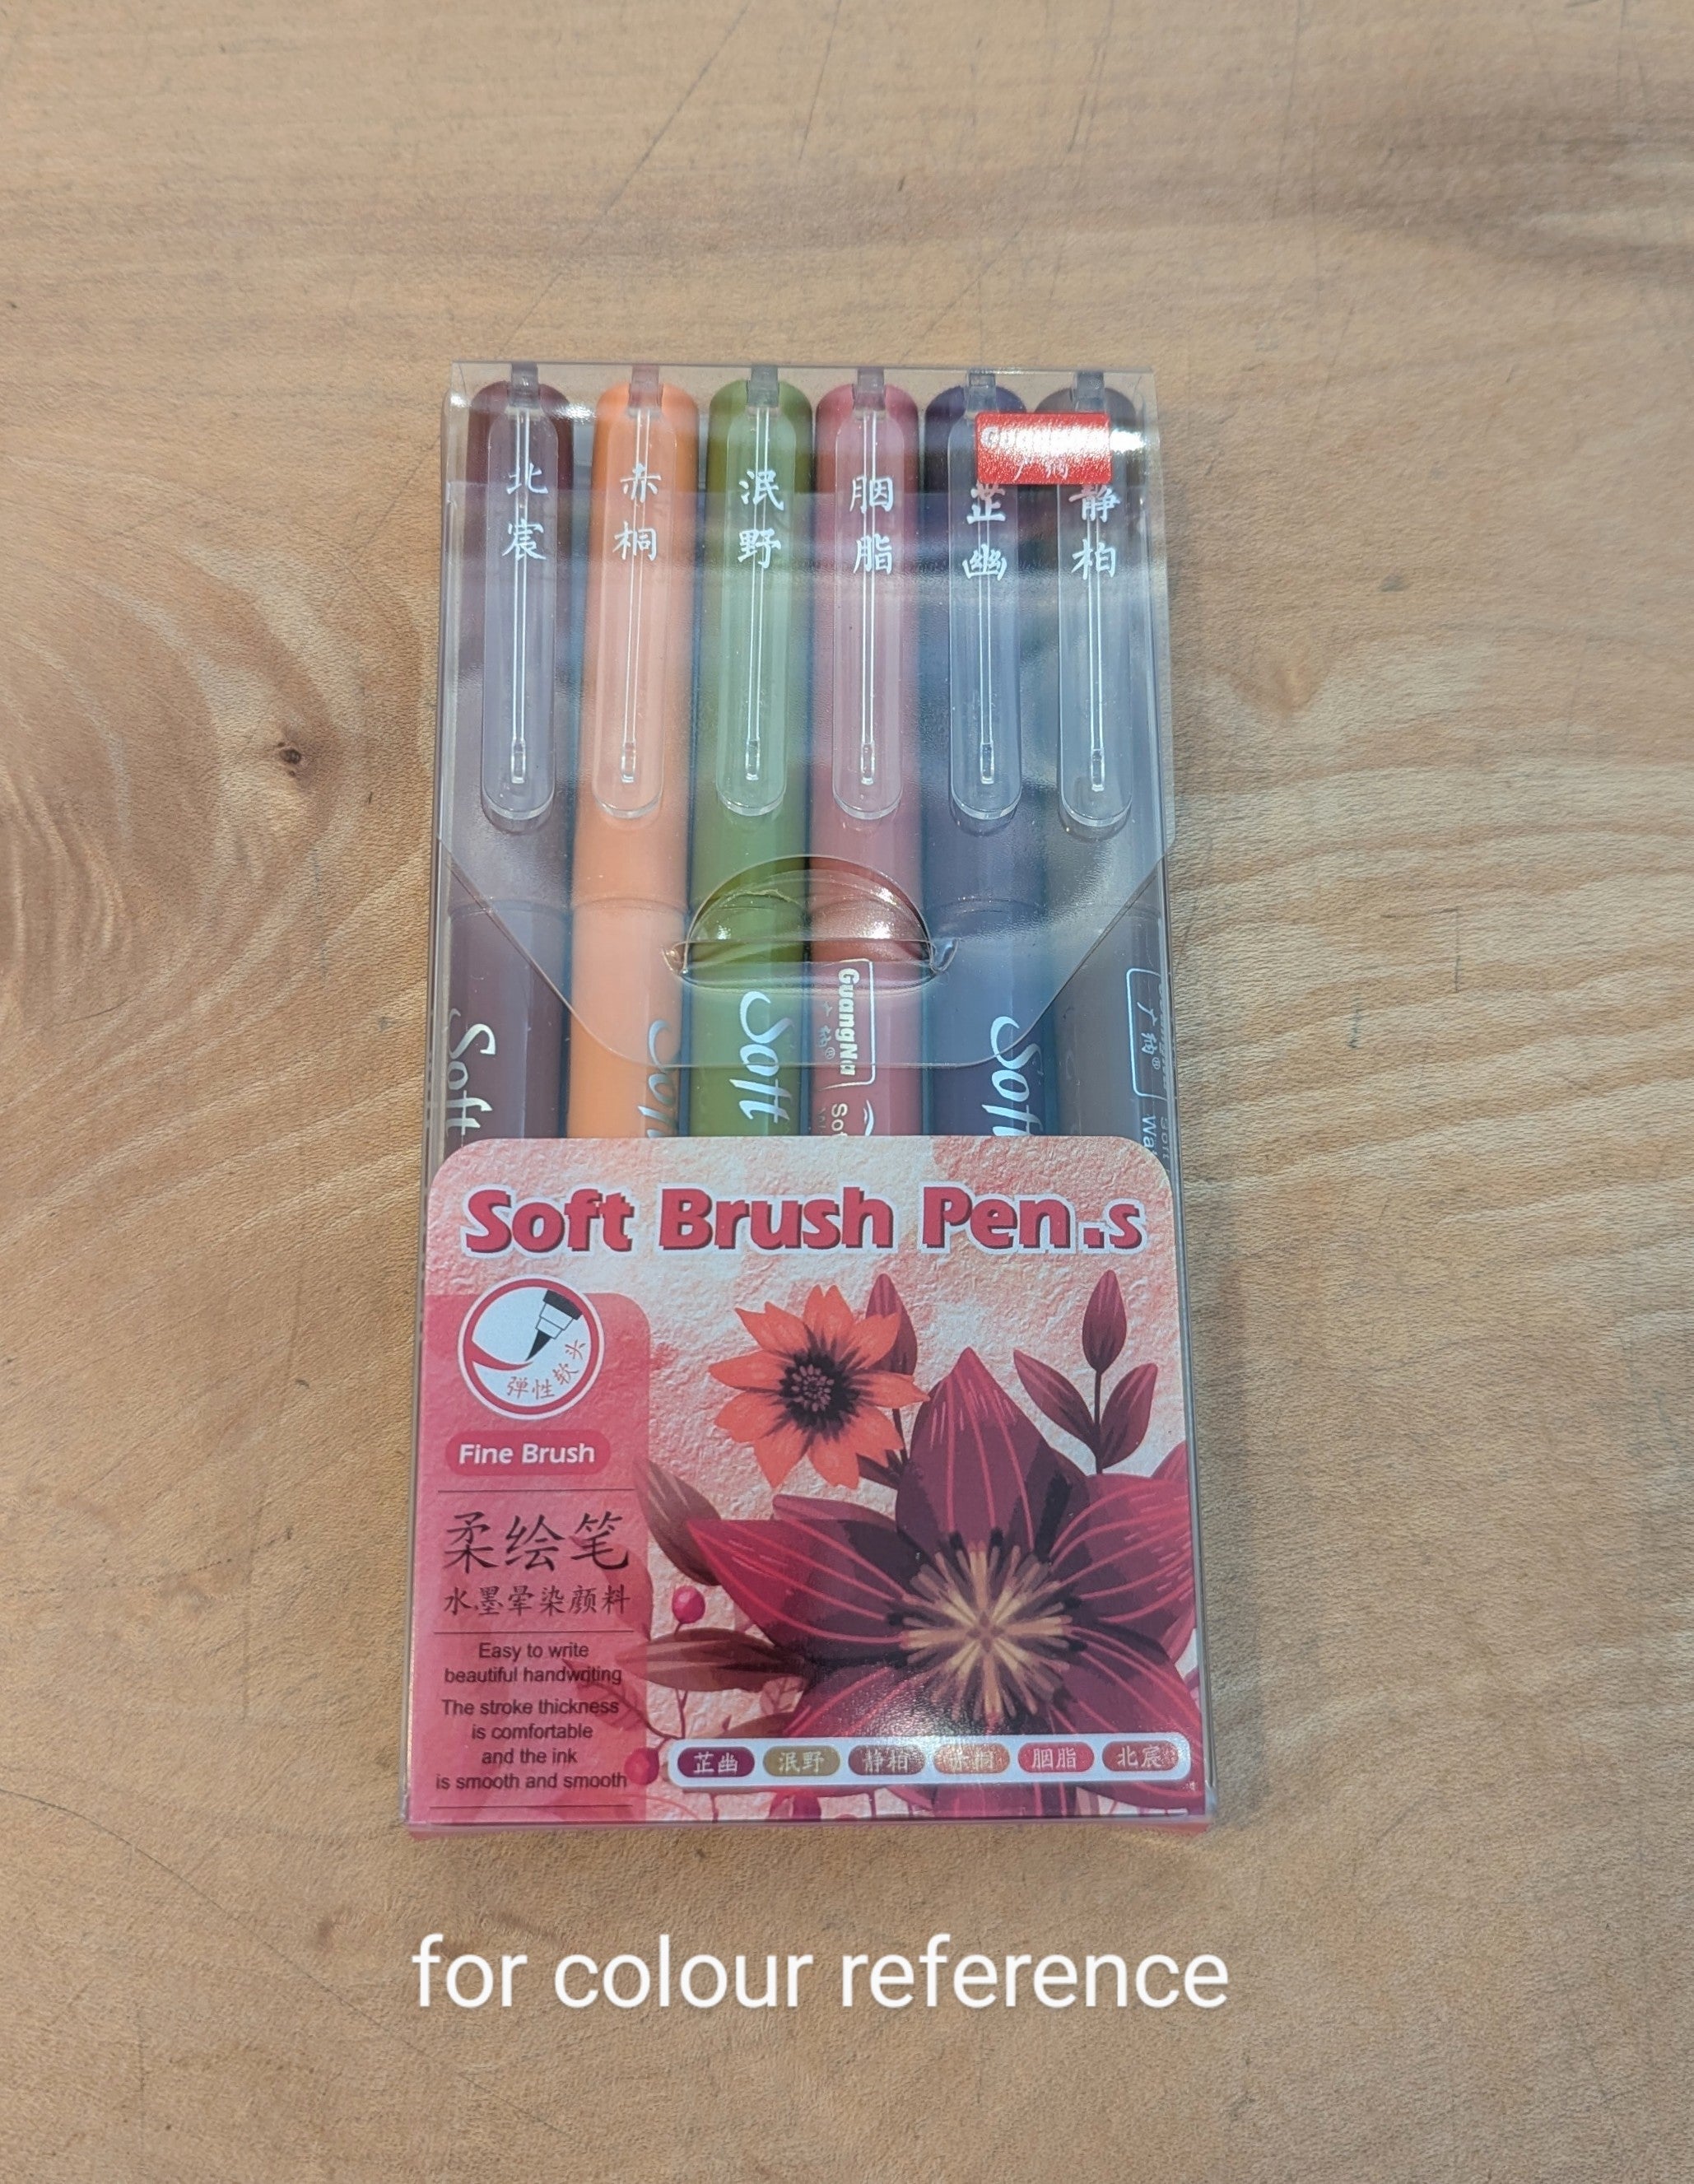 北宸
赤桐
泯野
胭脂
芷幽
静柏
Soft
Soft
GuangNa
Soft
Soft Brush Pen.s
弹性软头
Fine Brush
柔绘笔
水墨晕染颜料
Easy to write
beautiful handwriting
The stroke thickness
is comfortable
and the ink
is smooth and smooth
芷幽 泯野 静柏 赤桐 胭脂 北宸
for colour reference